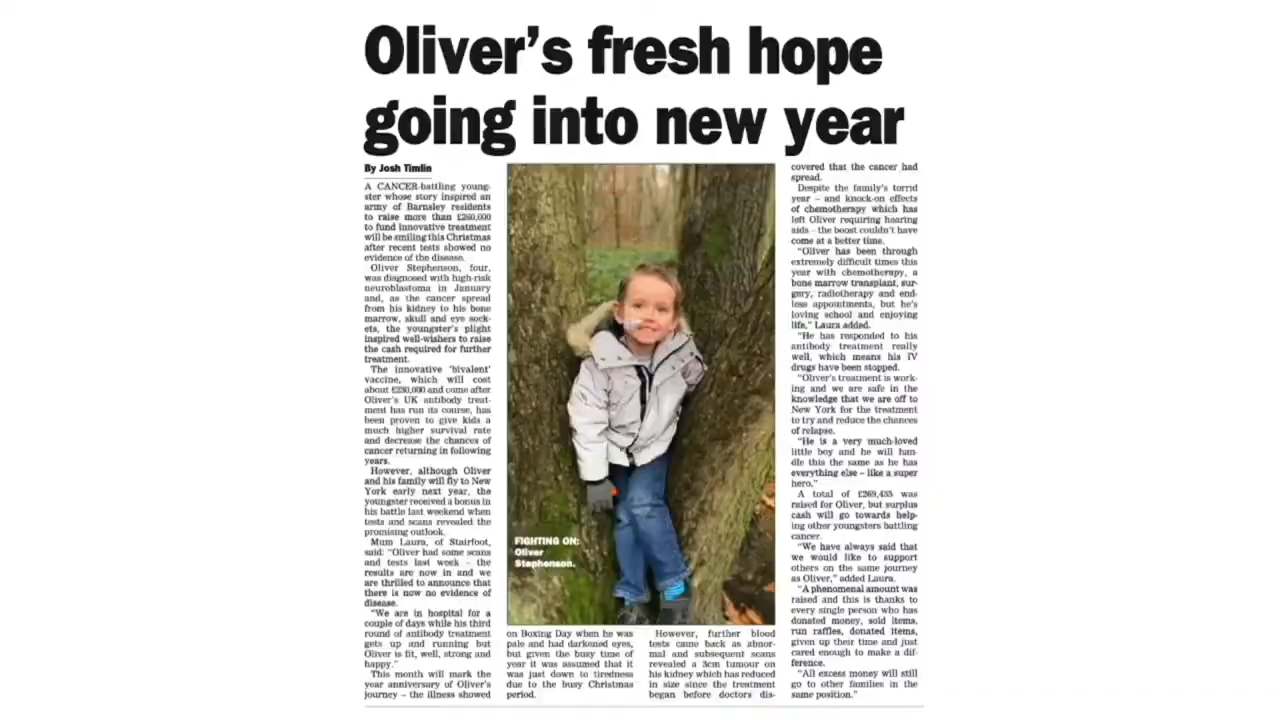 Oliver's fresh hope
going into new year
By Josh Timlin
A CANCER-battling young-
ster whose story inspired an
army of Barnsley residents
to raise more than £260,000
to fund innovative treatment
will be smiling this Christmas
after recent tests showed no
evidence of the disease.
Oliver Stephenson, four,
was diagnosed with high-risk
neuroblastoma in January
and, as the cancer spread
from his kidney to his bone
marrow, skull and eye sock-
ets, the youngster's plight
inspired well-wishers to raise
the cash required for further
treatment.
The innovative 'bivalent'
vaccine, which will cost
about £230,000 and come after
Oliver's UK antibody treat-
ment has run its course, has
been proven to give kids a
much higher survival rate
and decrease the chances of
cancer returning in following
years.
However, although Oliver
and his family will fly to New
York early next year, the
youngster received a bonus in
his battle last weekend when
tests and scans revealed the
promising outlook.
Mum Laura, of Stairfoot,
said: "Oliver had some scans
and tests last week – the
results are now in and we
are thrilled to announce that
there is now no evidence of
disease.
"We are in hospital for a
couple of days while his third
round of antibody treatment
gets up and running but
Oliver is fit, well, strong and
happy."
This month will mark the
year anniversary of Oliver's
journey – the illness showed
FIGHTING ON:
Oliver
Stephenson.
on Boxing Day when he was
pale and had darkened eyes,
but given the busy time of
year it was assumed that it
was just down to tiredness
due to the busy Christmas
period.
However, further blood
tests came back as abnor-
mal and subsequent scans
revealed a 3cm tumour on
his kidney which has reduced
in size since the treatment
began before doctors dis-
covered that the cancer had
spread.
Despite the family's torrid
year – and knock-on effects
of chemotherapy which has
left Oliver requiring hearing
aids – the boost couldn't have
come at a better time.
"Oliver has been through
extremely difficult times this
year with chemotherapy, a
bone marrow transplant, sur-
gery, radiotherapy and end-
less appointments, but he's
loving school and enjoying
life," Laura added.
"He has responded to his
antibody treatment really
well, which means his IV
drugs have been stopped.
"Oliver's treatment is work-
ing and we are safe in the
knowledge that we are off to
New York for the treatment
to try and reduce the chances
of relapse.
"He is a very much-loved
little boy and he will han-
dle this the same as he has
everything else – like a super
hero."
A total of £269,435 was
raised for Oliver, but surplus
cash will go towards help-
ing other youngsters battling
cancer.
"We have always said that
we would like to support
others on the same journey
as Oliver," added Laura.
"A phenomenal amount was
raised and this is thanks to
every single person who has
donated money, sold items,
run raffles, donated items,
given up their time and just
cared enough to make a dif-
ference.
"All excess money will still
go to other families in the
same position."